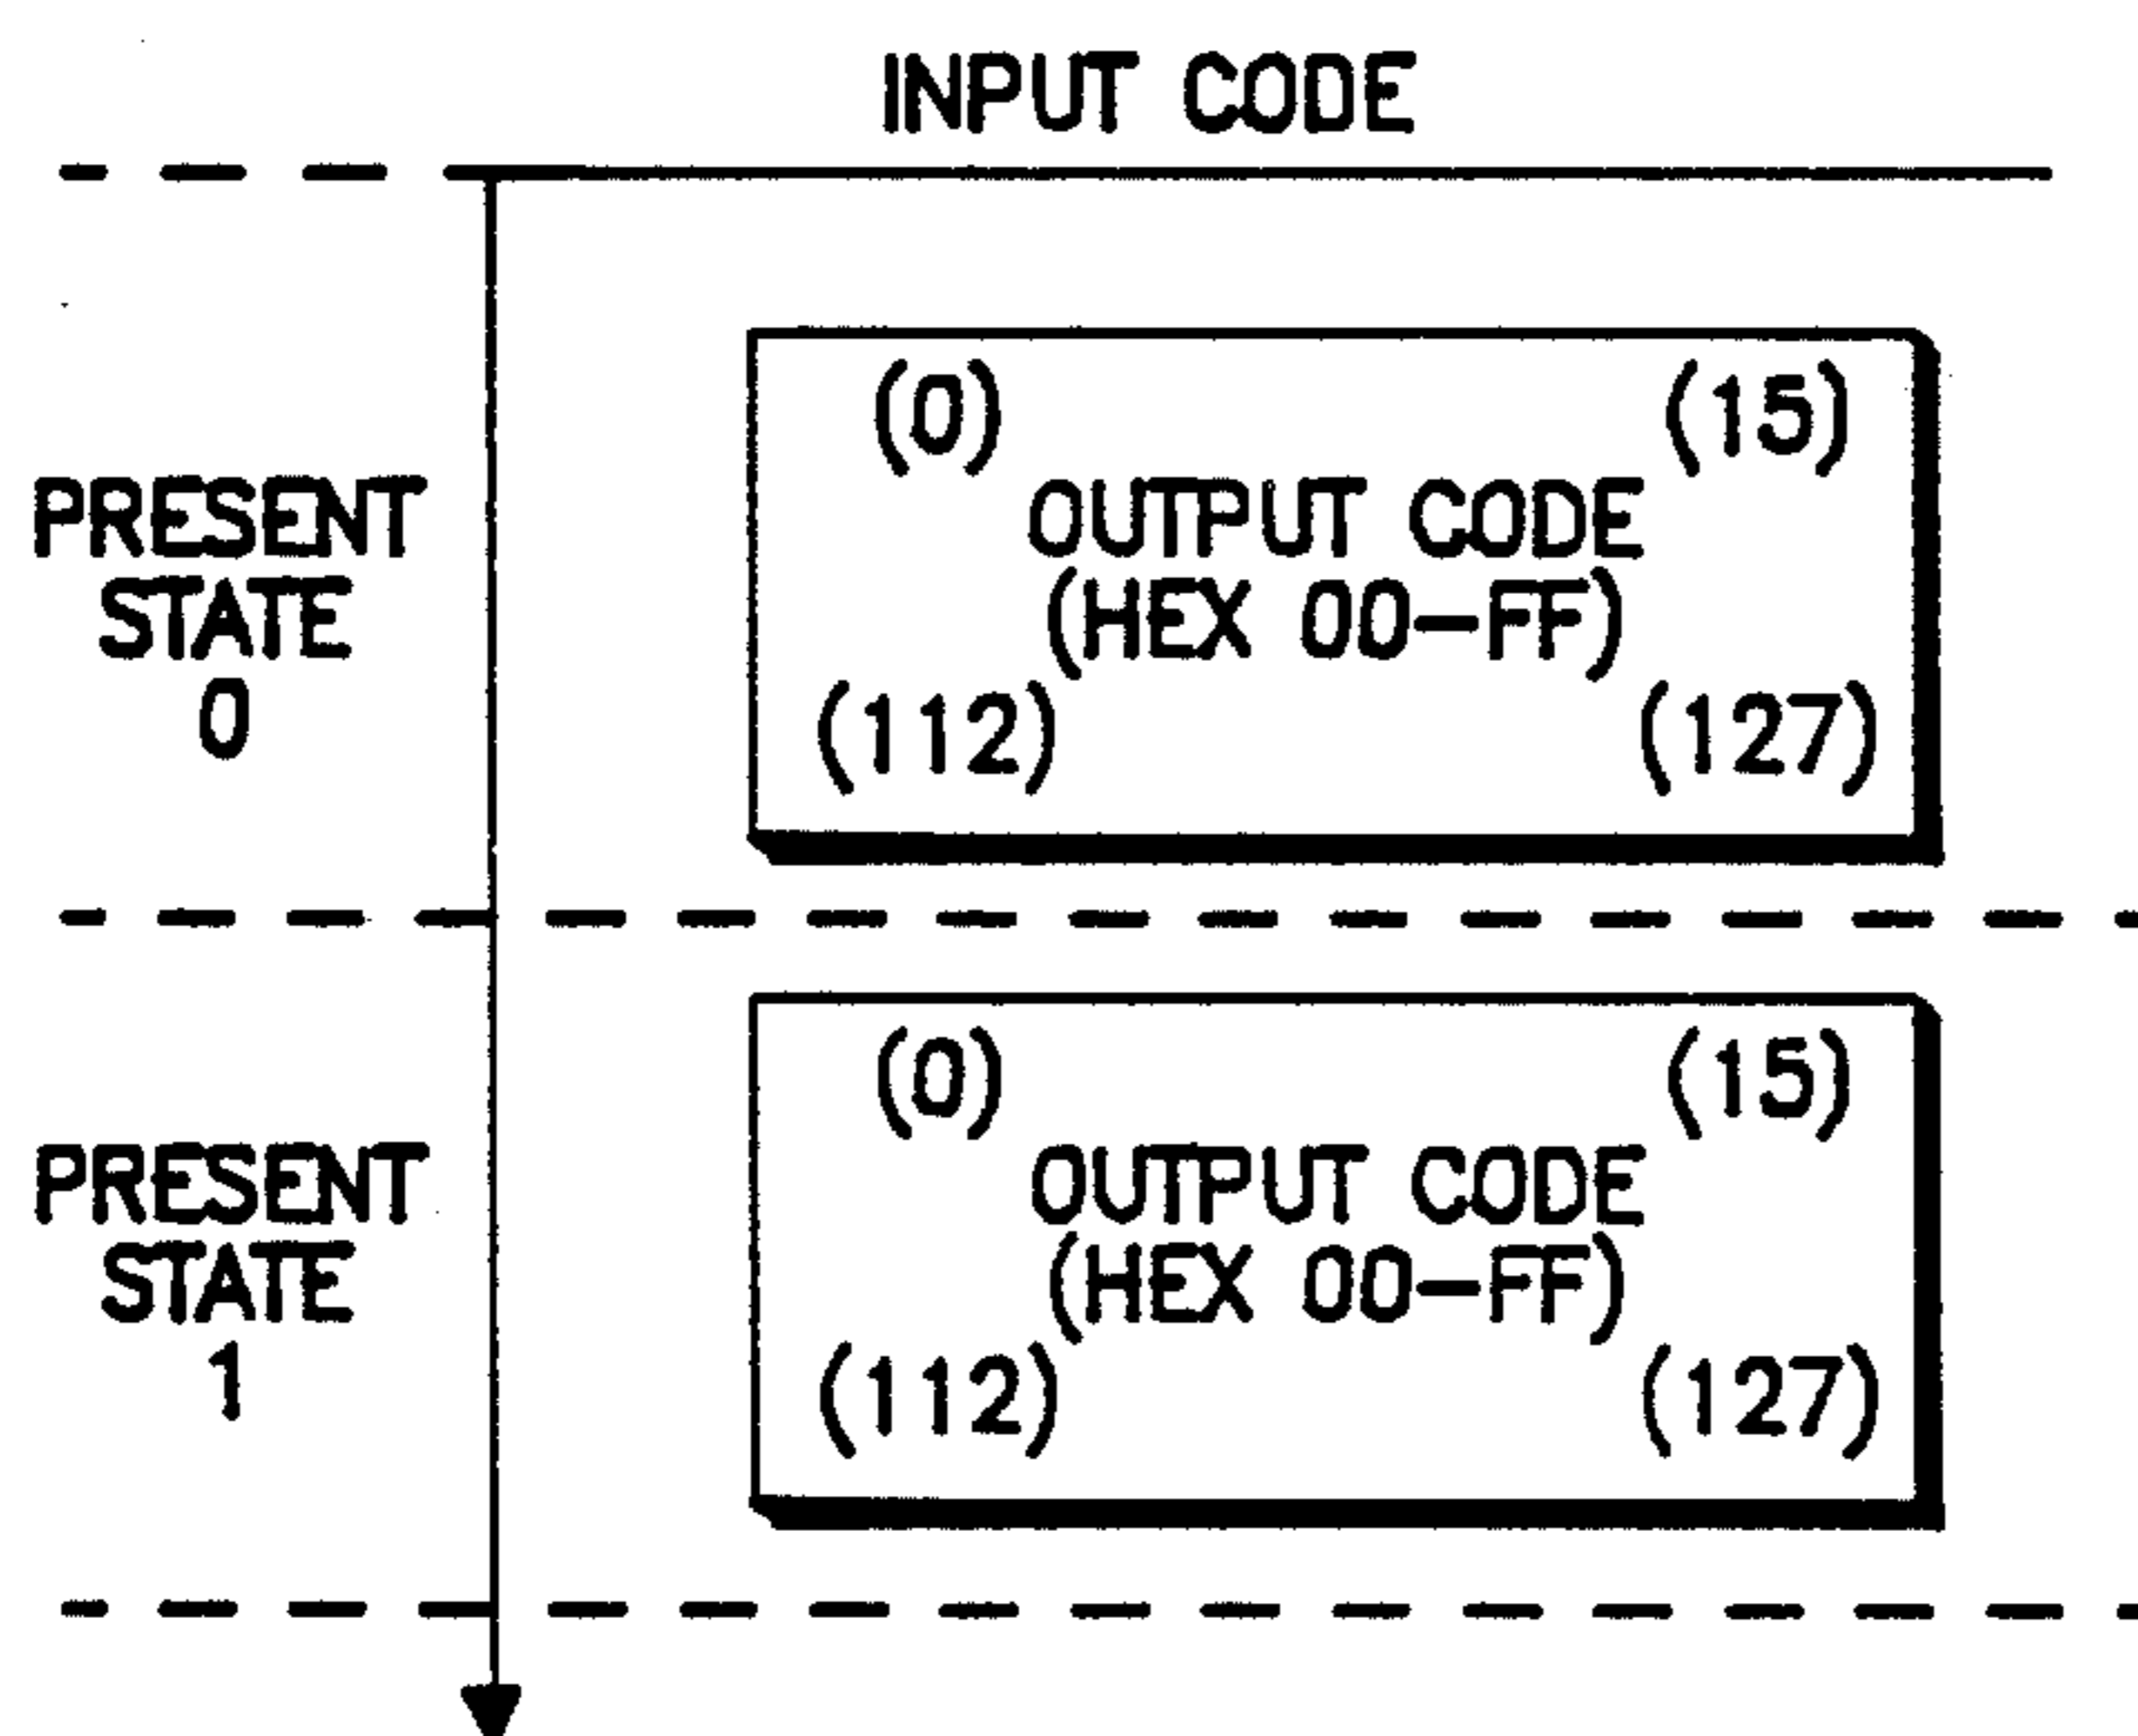 INPUT CODE
PRESENT
STATE
0
(0) (15)
OUTPUT CODE
(HEX 00-FF)
(112) (127)
PRESENT
STATE
1
(0) (15)
OUTPUT CODE
(HEX 00-FF)
(112) (127)